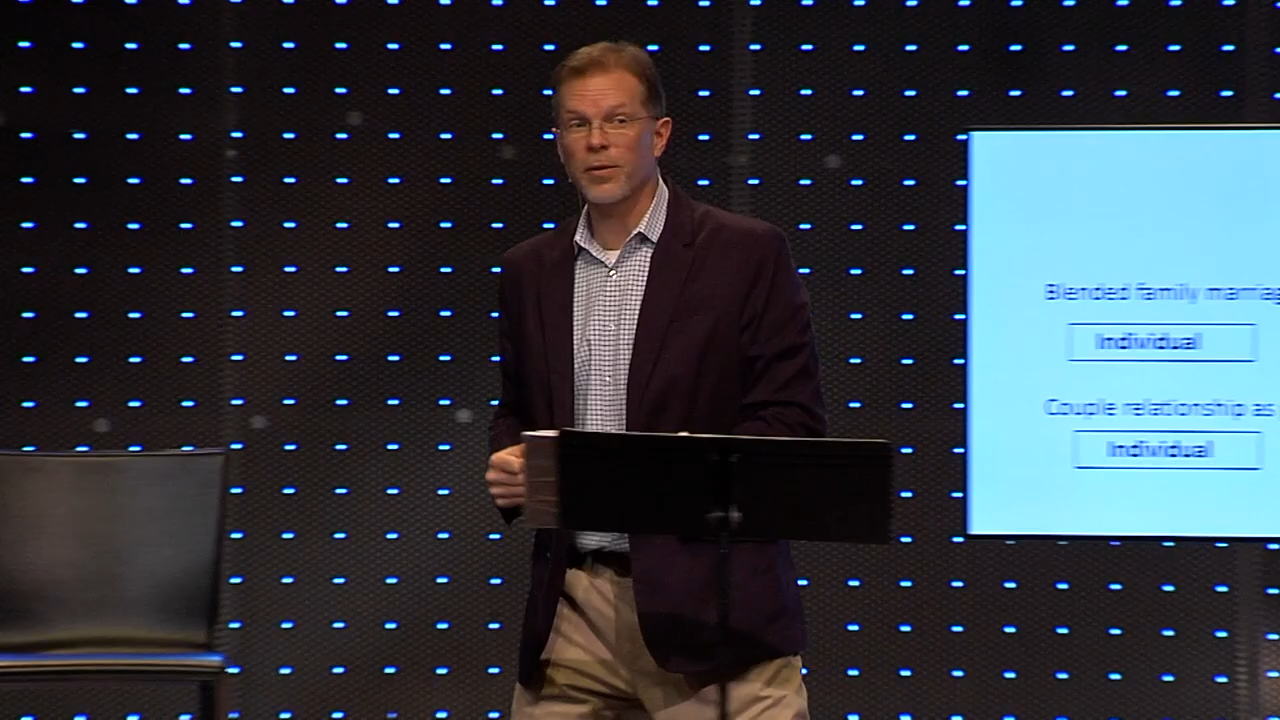 Blended family marriag
Individual
Couple relationship as
Individual